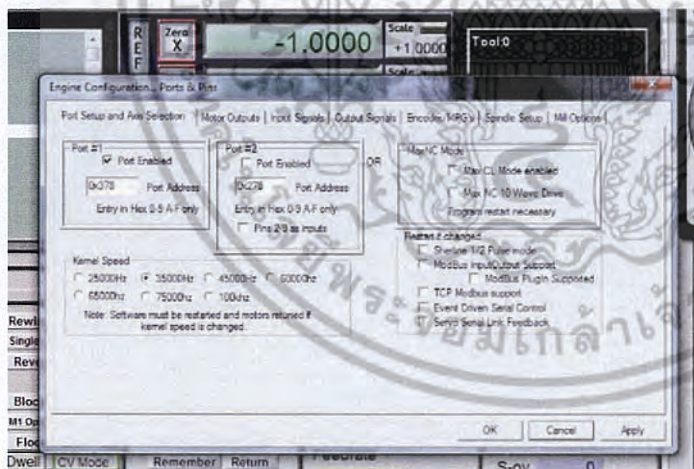 REF
Zero X
-1.0000
Scale
+1.0000
Tool:0
Scale
Engine Configuration... Ports & Pins
Port Setup and Axis Selection | Motor Outputs | Input Signals | Output Signals | Encoder/MPG's | Spindle Setup | Mill Options
Port #1
Port Enabled
0x378 Port Address
Entry in Hex 0-9 A-F only
Port #2
Port Enabled
0x278 Port Address
Entry in Hex 0-9 A-F only
Pins 2-9 as inputs
OR
MaxNC Mode
Max CL Mode enabled
Max NC-10 Wave Drive
Program restart necessary
Kernel Speed
25000Hz 35000Hz 45000Hz 60000hz
65000hz 75000hz 100khz
Note: Software must be restarted and motors retuned if
kernel speed is changed.
Restart if changed
Sherline 1/2 Pulse mode
ModBus InputOutput Support
ModBus Plugin Supported
TCP Modbus support
Event Driven Serial Control
Servo Serial Link Feedback
OK Cancel Apply
Rewi
Single
Reve
Bloc
M1 Op
Floo
Dwell
CV Mode
Remember
Return
Feedrate
S-ov 0